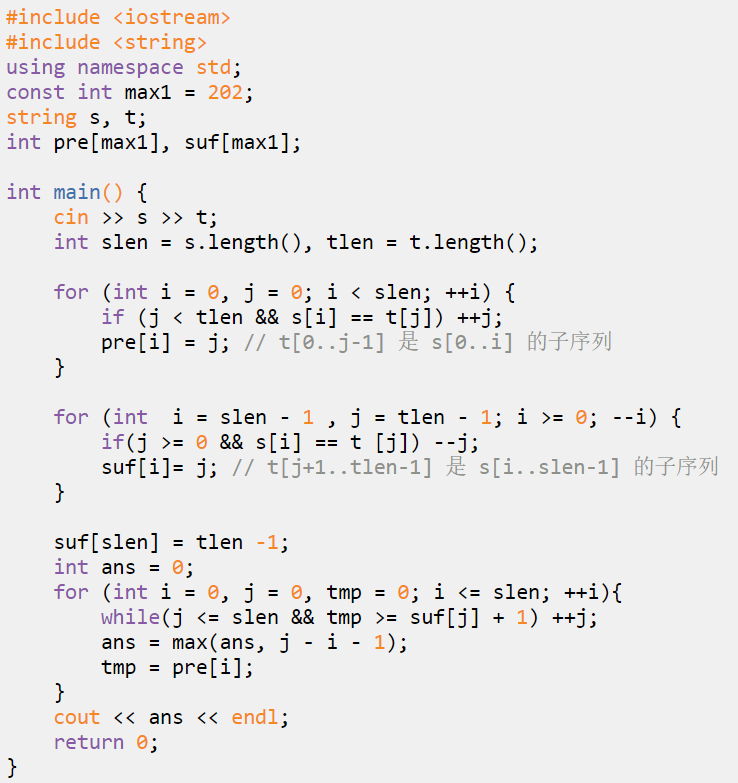 #include <iostream>
#include <string>
using namespace std;
const int max1 = 202;
string s, t;
int pre[max1], suf[max1];

int main() {
    cin >> s >> t;
    int slen = s.length(), tlen = t.length();

    for (int i = 0, j = 0; i < slen; ++i) {
        if (j < tlen && s[i] == t[j]) ++j;
        pre[i] = j; // t[0..j-1] 是 s[0..i] 的子序列
    }

    for (int  i = slen - 1 , j = tlen - 1; i >= 0; --i) {
        if(j >= 0 && s[i] == t [j]) --j;
        suf[i]= j; // t[j+1..tlen-1] 是 s[i..slen-1] 的子序列
    }

    suf[slen] = tlen -1;
    int ans = 0;
    for (int i = 0, j = 0, tmp = 0; i <= slen; ++i){
        while(j <= slen && tmp >= suf[j] + 1) ++j;
        ans = max(ans, j - i - 1);
        tmp = pre[i];
    }
    cout << ans << endl;
    return 0;
}